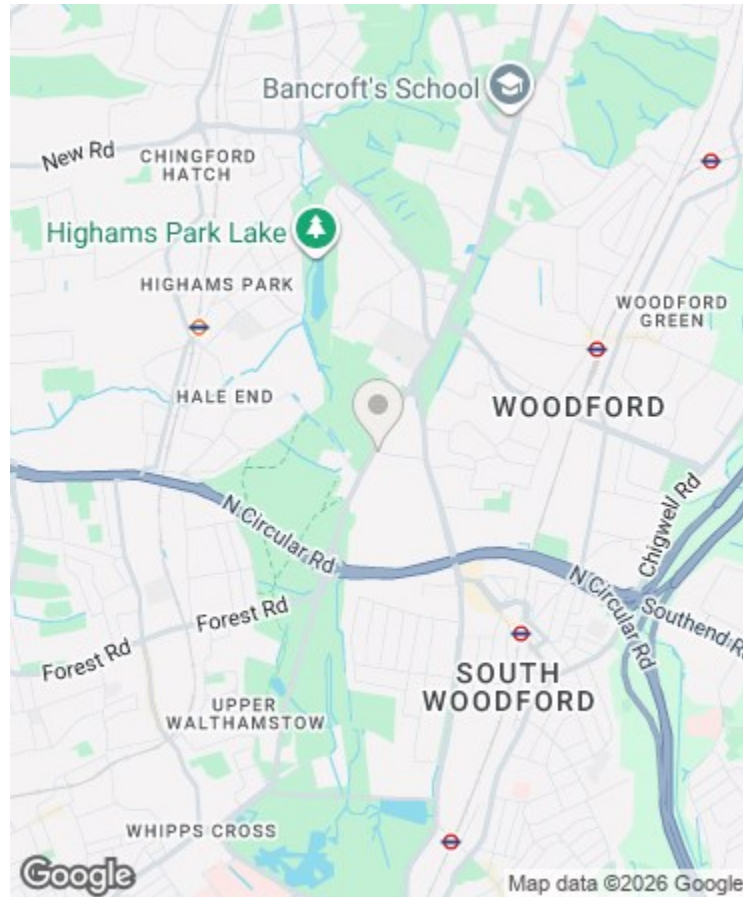 Bancroft's School
New Rd
CHINGFORD
HATCH
Highams Park Lake
HIGHAMS PARK
WOODFORD
GREEN
HALE END
WOODFORD
Chigwell Rd
N Circular Rd
N Circular Rd
Southend R
Forest Rd
Forest Rd
SOUTH
WOODFORD
UPPER
WALTHAMSTOW
WHIPPS CROSS
Google
Map data ©2026 Google